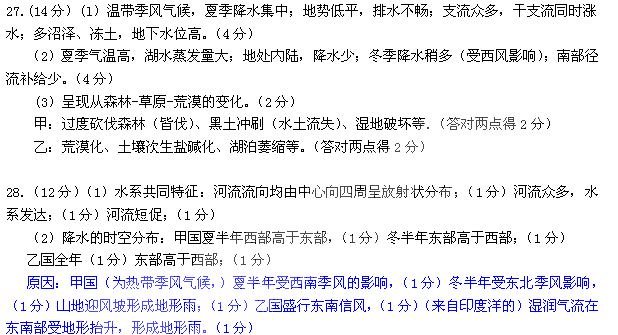 27.(14分)(1) 温带季风气候，夏季降水集中；地势低平，排水不畅；支流众多，干支流同时涨
水；多沼泽、冻土，地下水位高。(4分)
(2) 夏季气温高，湖水蒸发量大；地处内陆，降水少；冬季降水稍多（受西风影响）；南部径
流补给少。(4分)
(3) 呈现从森林-草原-荒漠的变化。(2分)
甲：过度砍伐森林（皆伐）、黑土冲刷（水土流失）、湿地破坏等．(答对两点得2分)
乙：荒漠化、土壤次生盐碱化、湖泊萎缩等。(答对两点得2分)
28.（12分）(1) 水系共同特征：河流流向均由中心向四周呈放射状分布；(1分) 河流众多，水
系发达；(1分) 河流短促；(1分)
(2) 降水的时空分布：甲国夏半年西部高于东部，(1分) 冬半年东部高于西部；(1分)
乙国全年 (1分) 东部高于西部；(1分)
原因：甲国（为热带季风气候，）夏半年受西南季风的影响，(1分) 冬半年受东北季风影响，
(1分) 山地迎风坡形成地形雨；(1分) 乙国盛行东南信风，(1分)（来自印度洋的）湿润气流在
东南部受地形抬升，形成地形雨。(1分)